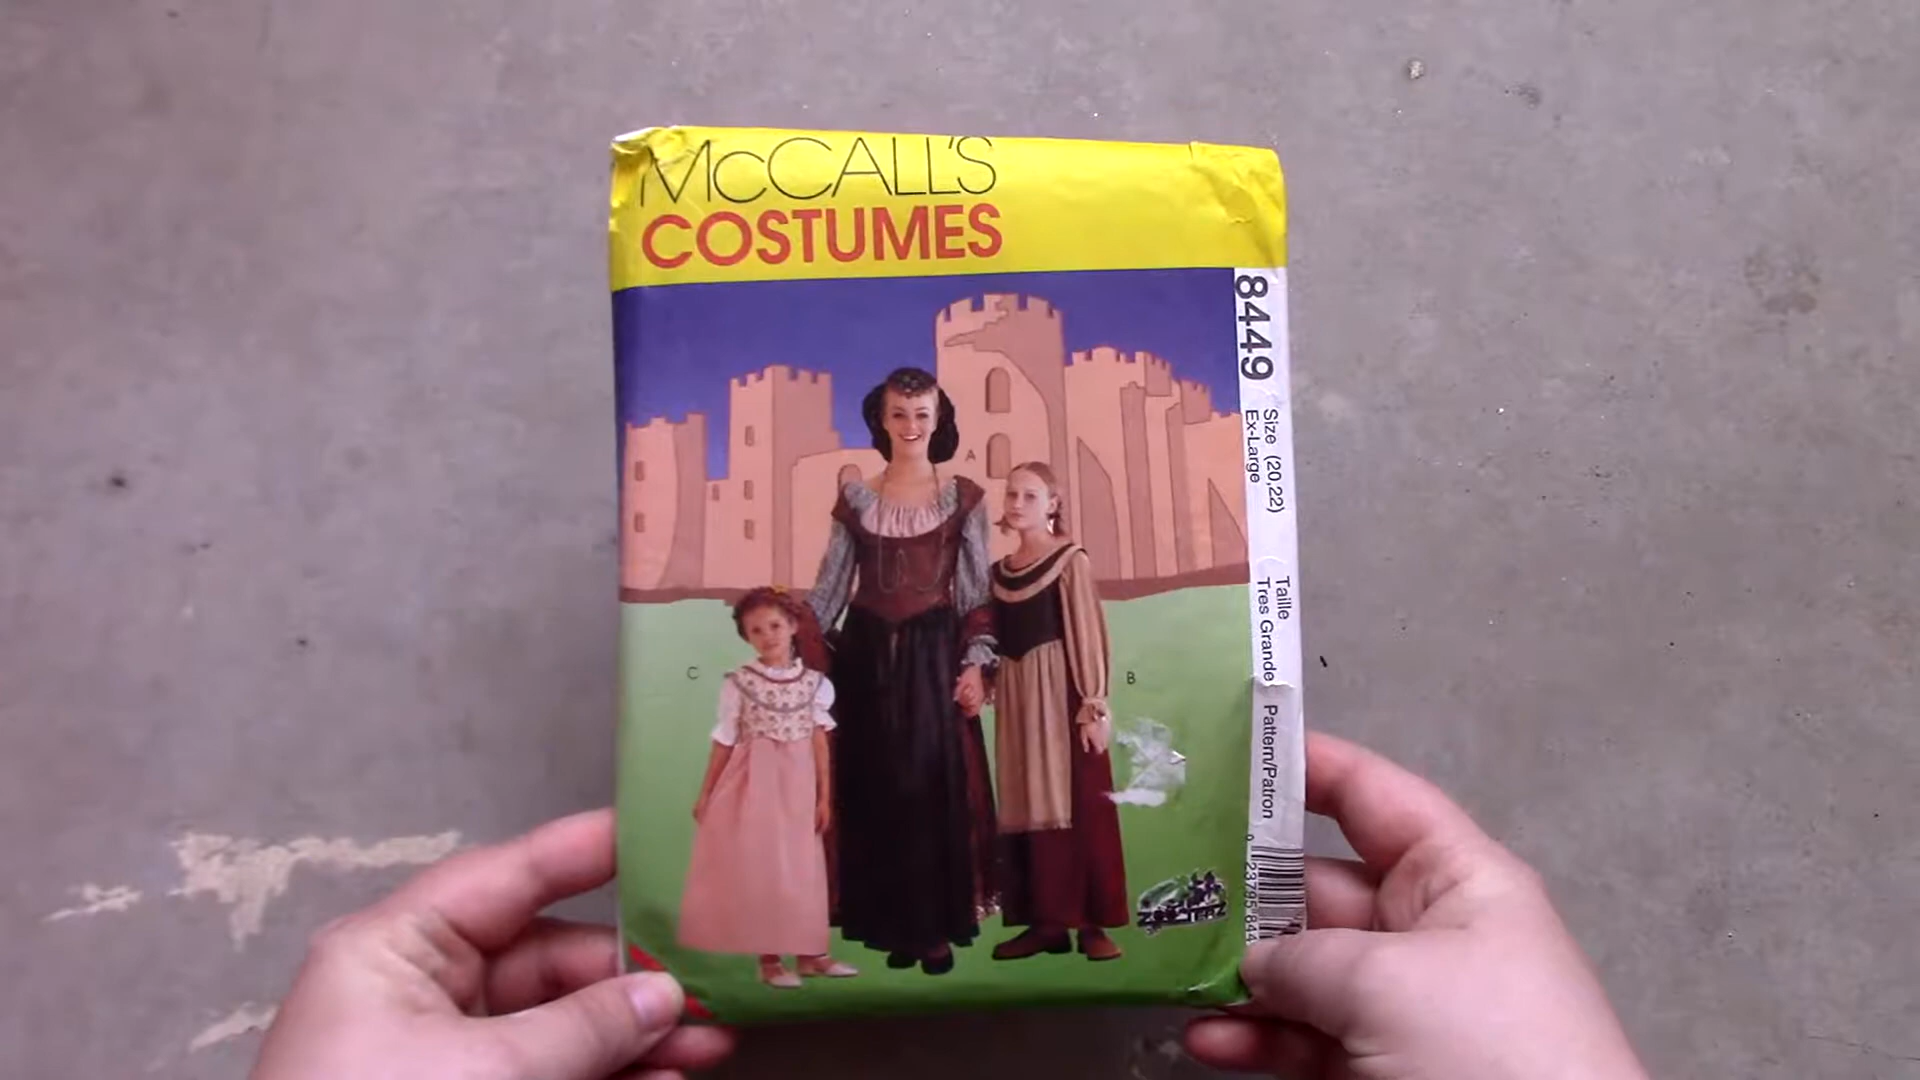 McCALL'S
COSTUMES
8449
Size (20,22)
Ex-Large
Taille
Tres Grande
Pattern/Patron
A
B
C